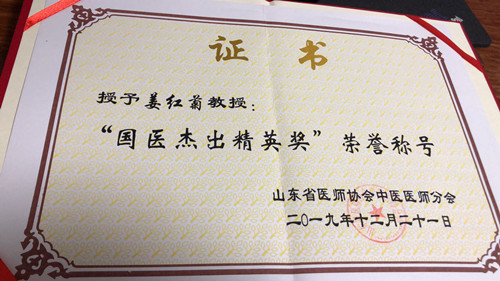 证书
授予姜红菊教授：
“国医杰出精英奖”荣誉称号
山东省医师协会中医医师分会
二〇一九年十二月二十一日